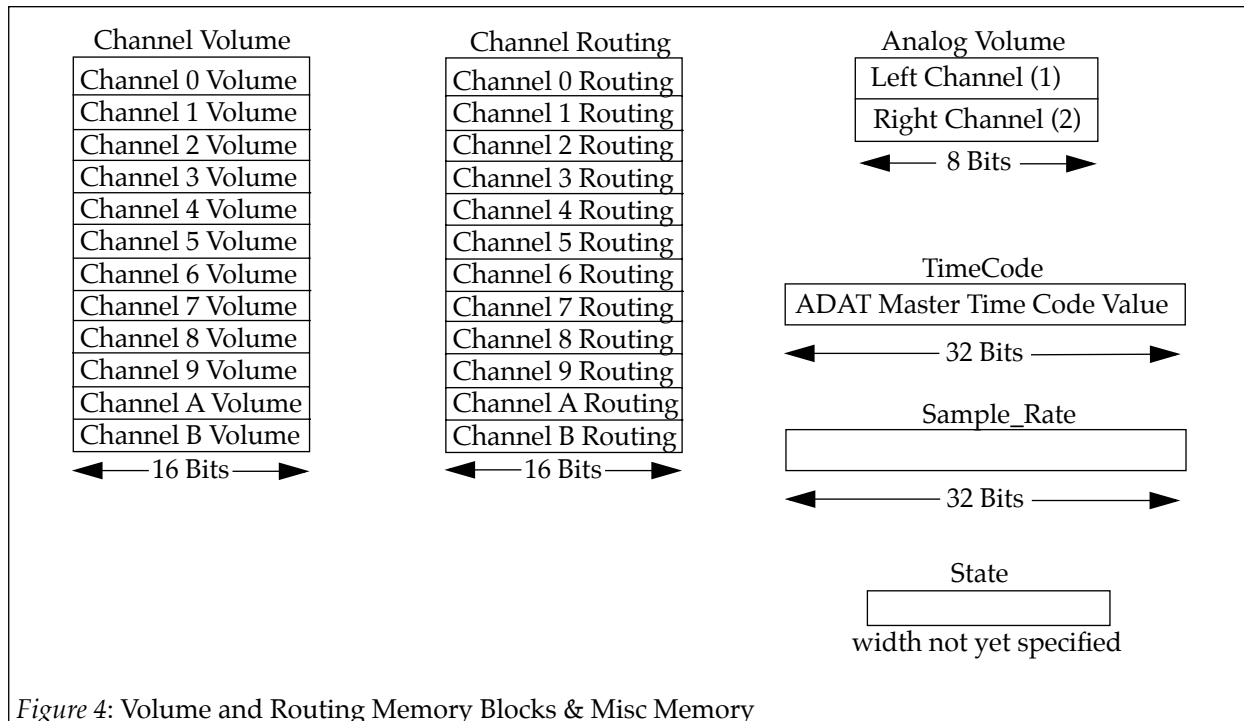 Channel Volume
Channel 0 Volume
Channel 1 Volume
Channel 2 Volume
Channel 3 Volume
Channel 4 Volume
Channel 5 Volume
Channel 6 Volume
Channel 7 Volume
Channel 8 Volume
Channel 9 Volume
Channel A Volume
Channel B Volume
16 Bits
Channel Routing
Channel 0 Routing
Channel 1 Routing
Channel 2 Routing
Channel 3 Routing
Channel 4 Routing
Channel 5 Routing
Channel 6 Routing
Channel 7 Routing
Channel 8 Routing
Channel 9 Routing
Channel A Routing
Channel B Routing
16 Bits
Analog Volume
Left Channel (1)
Right Channel (2)
8 Bits
TimeCode
ADAT Master Time Code Value
32 Bits
Sample_Rate
32 Bits
State
width not yet specified
Figure 4: Volume and Routing Memory Blocks & Misc Memory